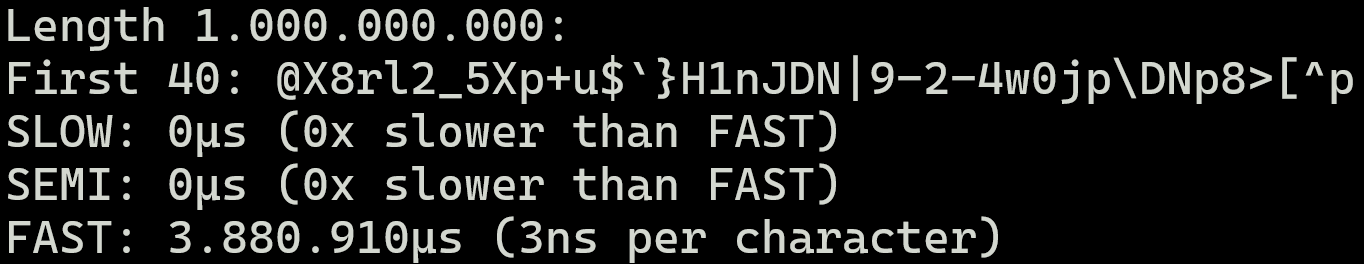 Length 1.000.000.000:
First 40: @X8rl2_5Xp+u$`}H1nJDN|9-2-4w0jp\DNp8>[^p
SLOW: 0µs (0x slower than FAST)
SEMI: 0µs (0x slower than FAST)
FAST: 3.880.910µs (3ns per character)